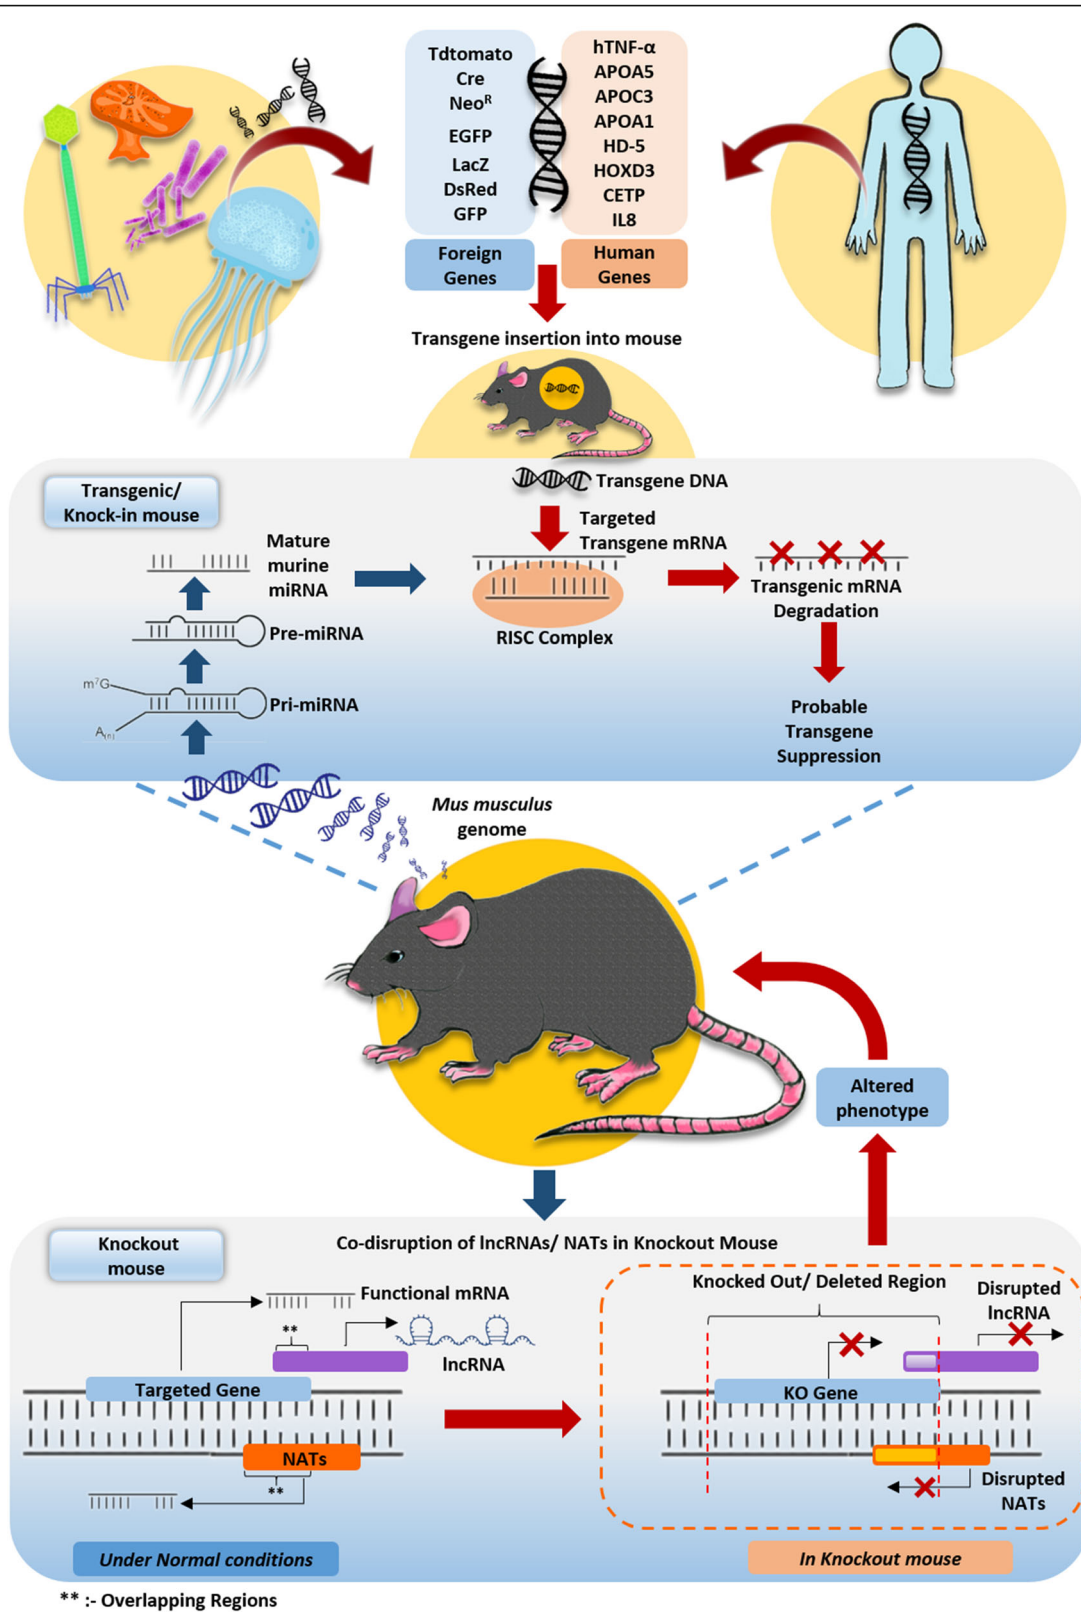 Tdtomato
Cre
Neoᴿ
EGFP
LacZ
DsRed
GFP
Foreign
Genes
hTNF-α
APOA5
APOC3
APOA1
HD-5
HOXD3
CETP
IL8
Human
Genes
Transgene insertion into mouse
Transgenic/
Knock-in mouse
Transgene DNA
Targeted
Transgene mRNA
Mature
murine
miRNA
Pre-miRNA
m⁷G
Pri-miRNA
A(n)
RISC Complex
Transgenic mRNA
Degradation
Probable
Transgene
Suppression
Mus musculus
genome
Altered
phenotype
Knockout
mouse
Co-disruption of lncRNAs/ NATs in Knockout Mouse
Functional mRNA
**
lncRNA
Targeted Gene
NATs
**
Under Normal conditions
Knocked Out/ Deleted Region
Disrupted
lncRNA
KO Gene
Disrupted
NATs
In Knockout mouse
** :- Overlapping Regions